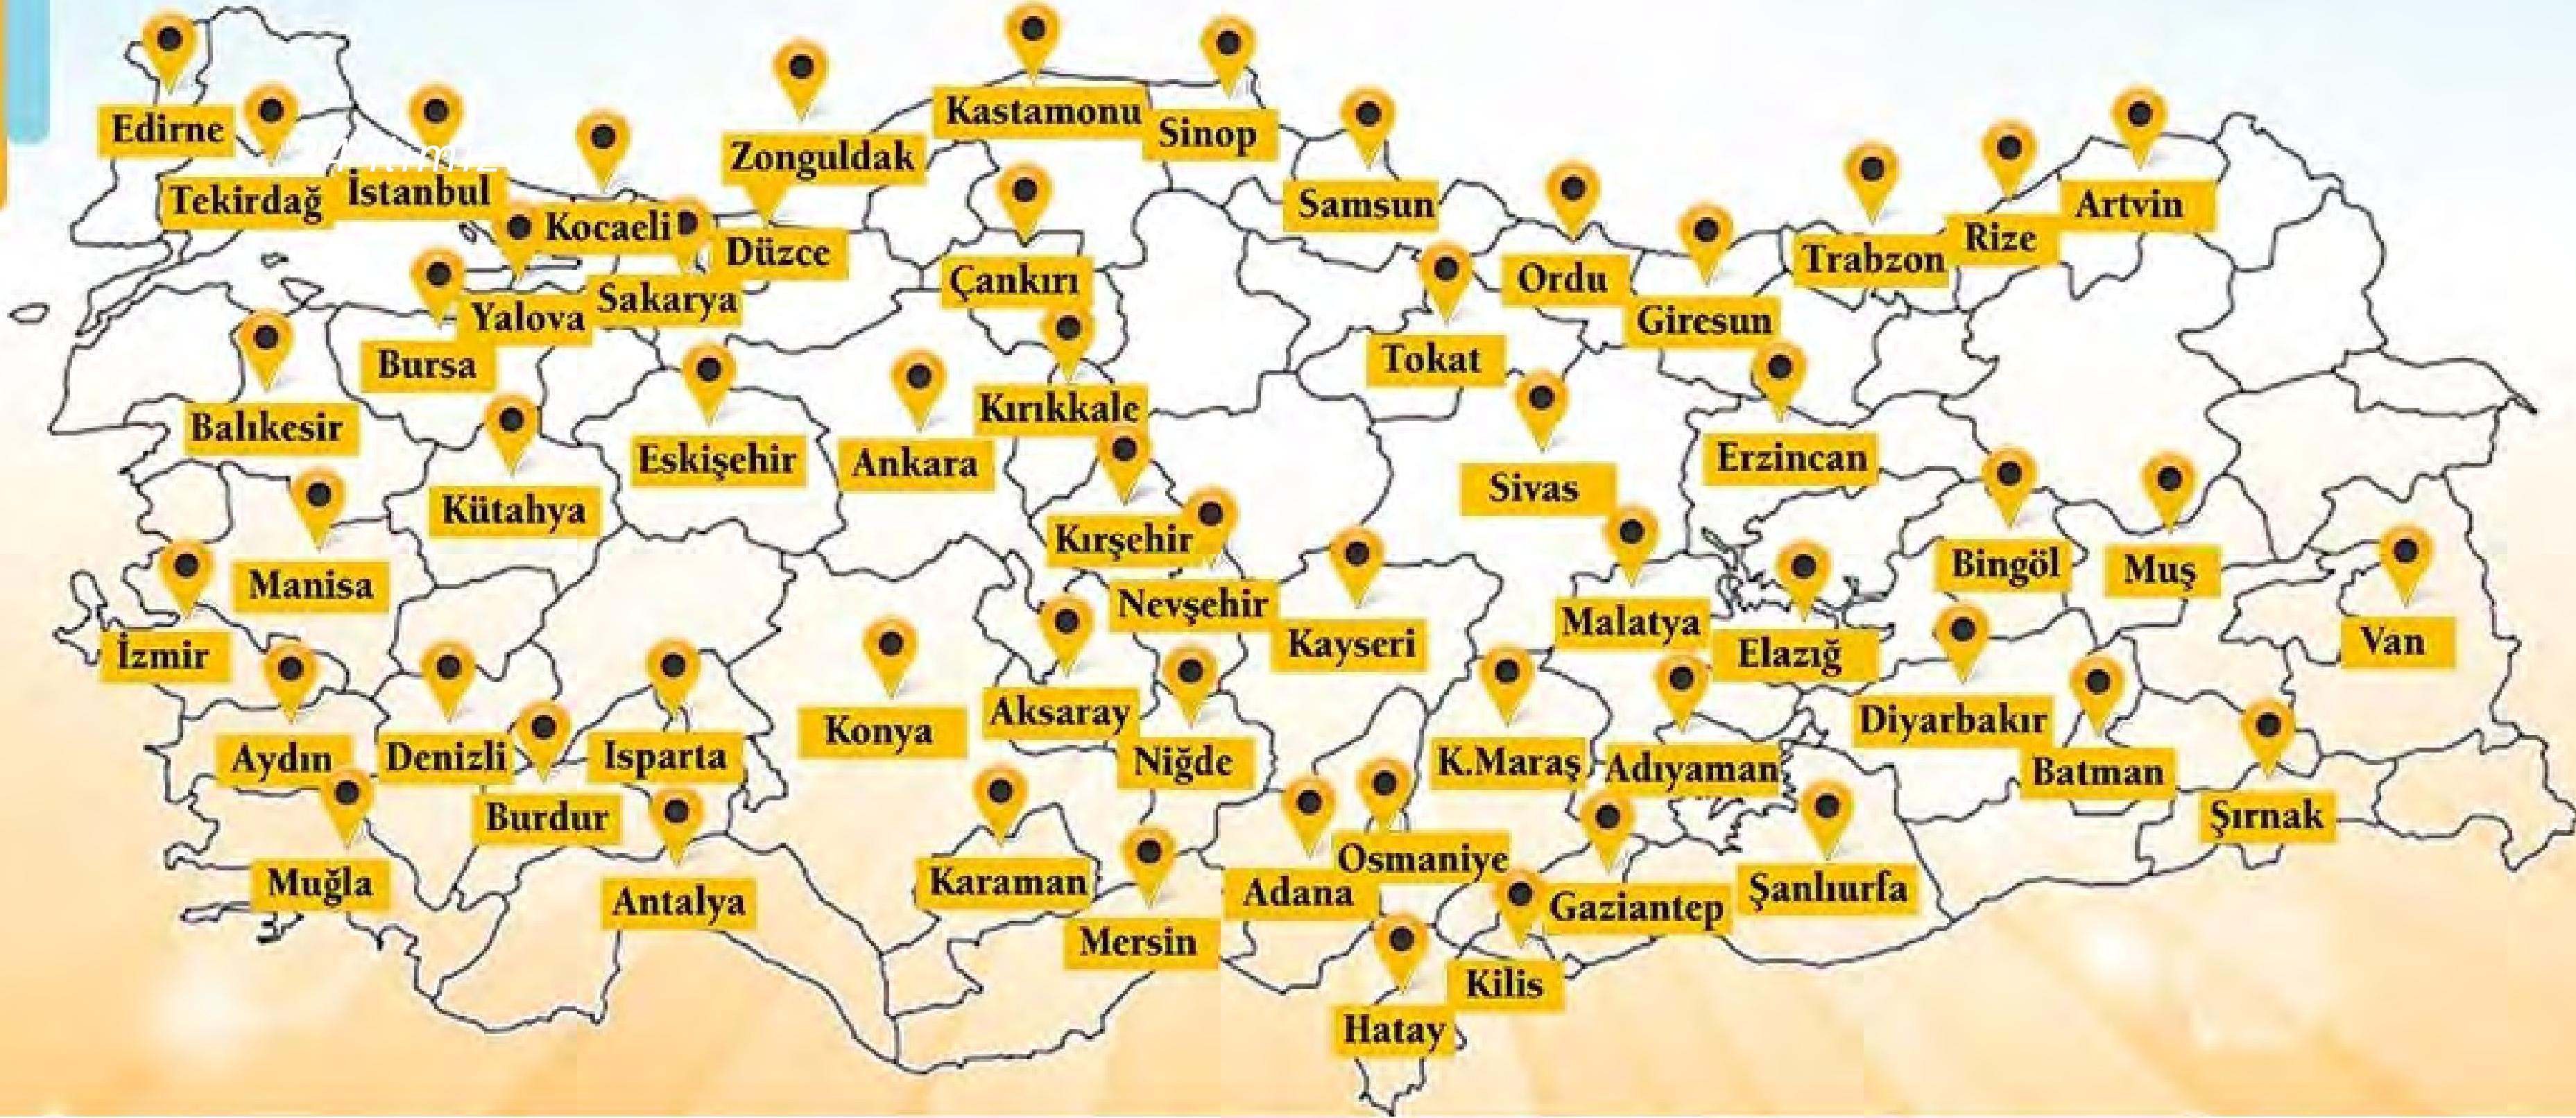 Edirne
Tekirdağ
İstanbul
Kocaeli
Zonguldak
Kastamonu
Sinop
Samsun
Düzce
Sakarya
Yalova
Bursa
Çankırı
Ordu
Giresun
Trabzon
Rize
Artvin
Tokat
Balıkesir
Kütahya
Eskişehir
Ankara
Kırıkkale
Sivas
Erzincan
Kırşehir
Manisa
Nevşehir
Kayseri
Malatya
Elazığ
Bingöl
Muş
Van
İzmir
Aydın
Denizli
Isparta
Burdur
Konya
Aksaray
Niğde
K.Maraş
Adıyaman
Diyarbakır
Batman
Şırnak
Muğla
Antalya
Karaman
Mersin
Adana
Osmaniye
Gaziantep
Şanlıurfa
Kilis
Hatay